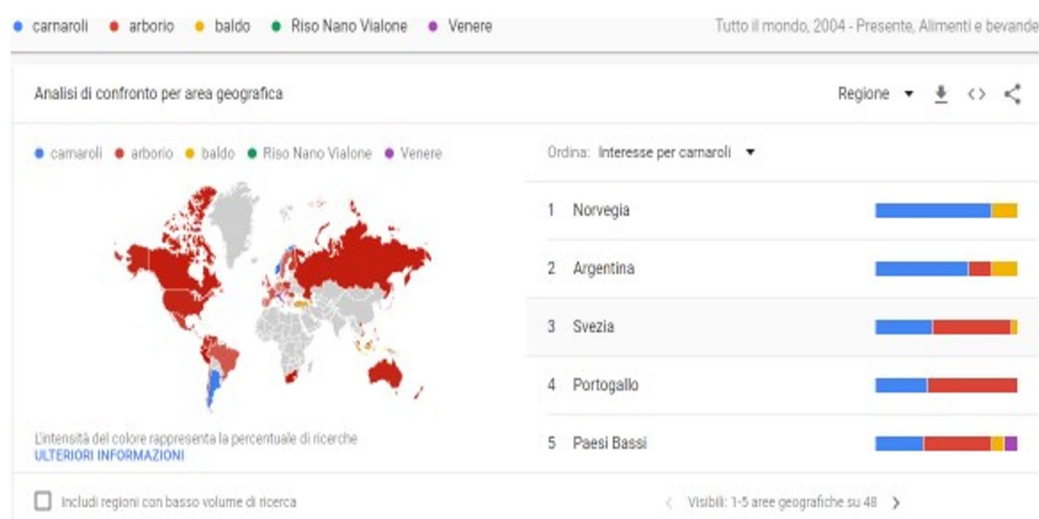 carnaroli arborio baldo Riso Nano Vialone Venere Tutto il mondo, 2004 - Presente, Alimenti e bevande
Analisi di confronto per area geografica
Regione
carnaroli arborio baldo Riso Nano Vialone Venere
Ordina: Interesse per carnaroli
1 Norvegia
2 Argentina
3 Svezia
4 Portogallo
5 Paesi Bassi
L'intensità del colore rappresenta la percentuale di ricerche
ULTERIORI INFORMAZIONI
Includi regioni con basso volume di ricerca
Visibili: 1-5 aree geografiche su 48